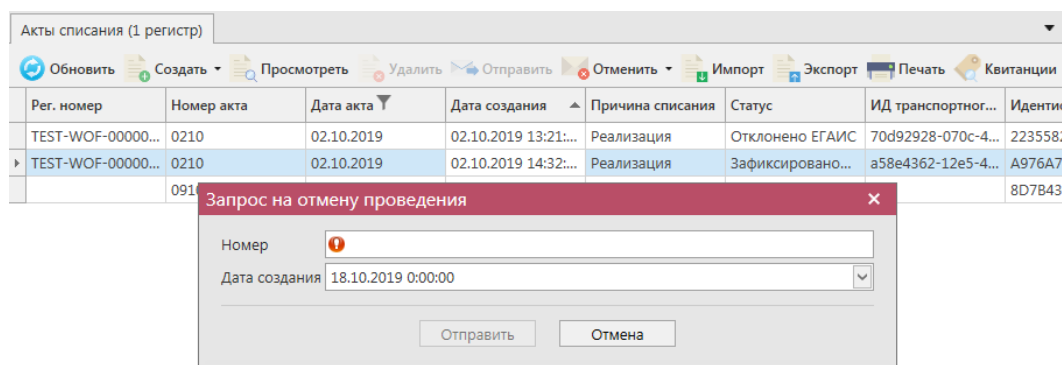 Акты списания (1 регистр)
Обновить Создать Просмотреть Удалить Отправить Отменить Импорт Экспорт Печать Квитанции
Рег. номер Номер акта Дата акта Дата создания Причина списания Статус ИД транспортног... Иденти
TEST-WOF-00000... 0210 02.10.2019 02.10.2019 13:21:... Реализация Отклонено ЕГАИС 70d92928-070c-4... 223558
TEST-WOF-00000... 0210 02.10.2019 02.10.2019 14:32:... Реализация Зафиксировано... a58e4362-12e5-4... A976A7
091 8D7B43
Запрос на отмену проведения
Номер
Дата создания 18.10.2019 0:00:00
Отправить Отмена